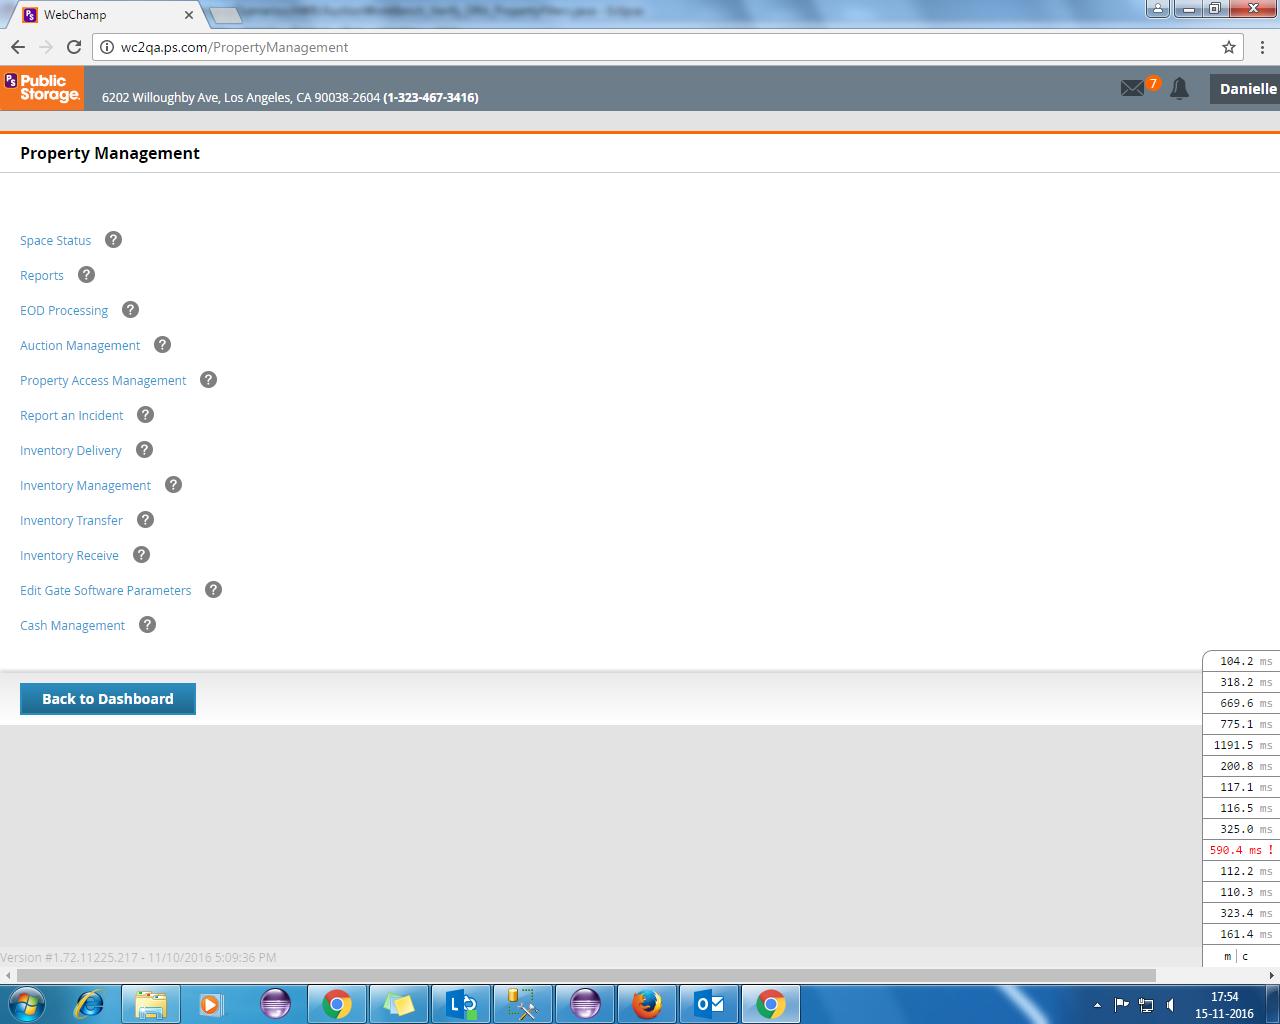 WebChamp
wc2qa.ps.com/PropertyManagement
PS Public Storage.
6202 Willoughby Ave, Los Angeles, CA 90038-2604 (1-323-467-3416)
7
Danielle
Property Management
Space Status ?
Reports ?
EOD Processing ?
Auction Management ?
Property Access Management ?
Report an Incident ?
Inventory Delivery ?
Inventory Management ?
Inventory Transfer ?
Inventory Receive ?
Edit Gate Software Parameters ?
Cash Management ?
Back to Dashboard
104.2 ms
318.2 ms
669.6 ms
775.1 ms
1191.5 ms
200.8 ms
117.1 ms
116.5 ms
325.0 ms
590.4 ms !
112.2 ms
110.3 ms
323.4 ms
161.4 ms
m | c
Version #1.72.11225.217 - 11/10/2016 5:09:36 PM
17:54
15-11-2016